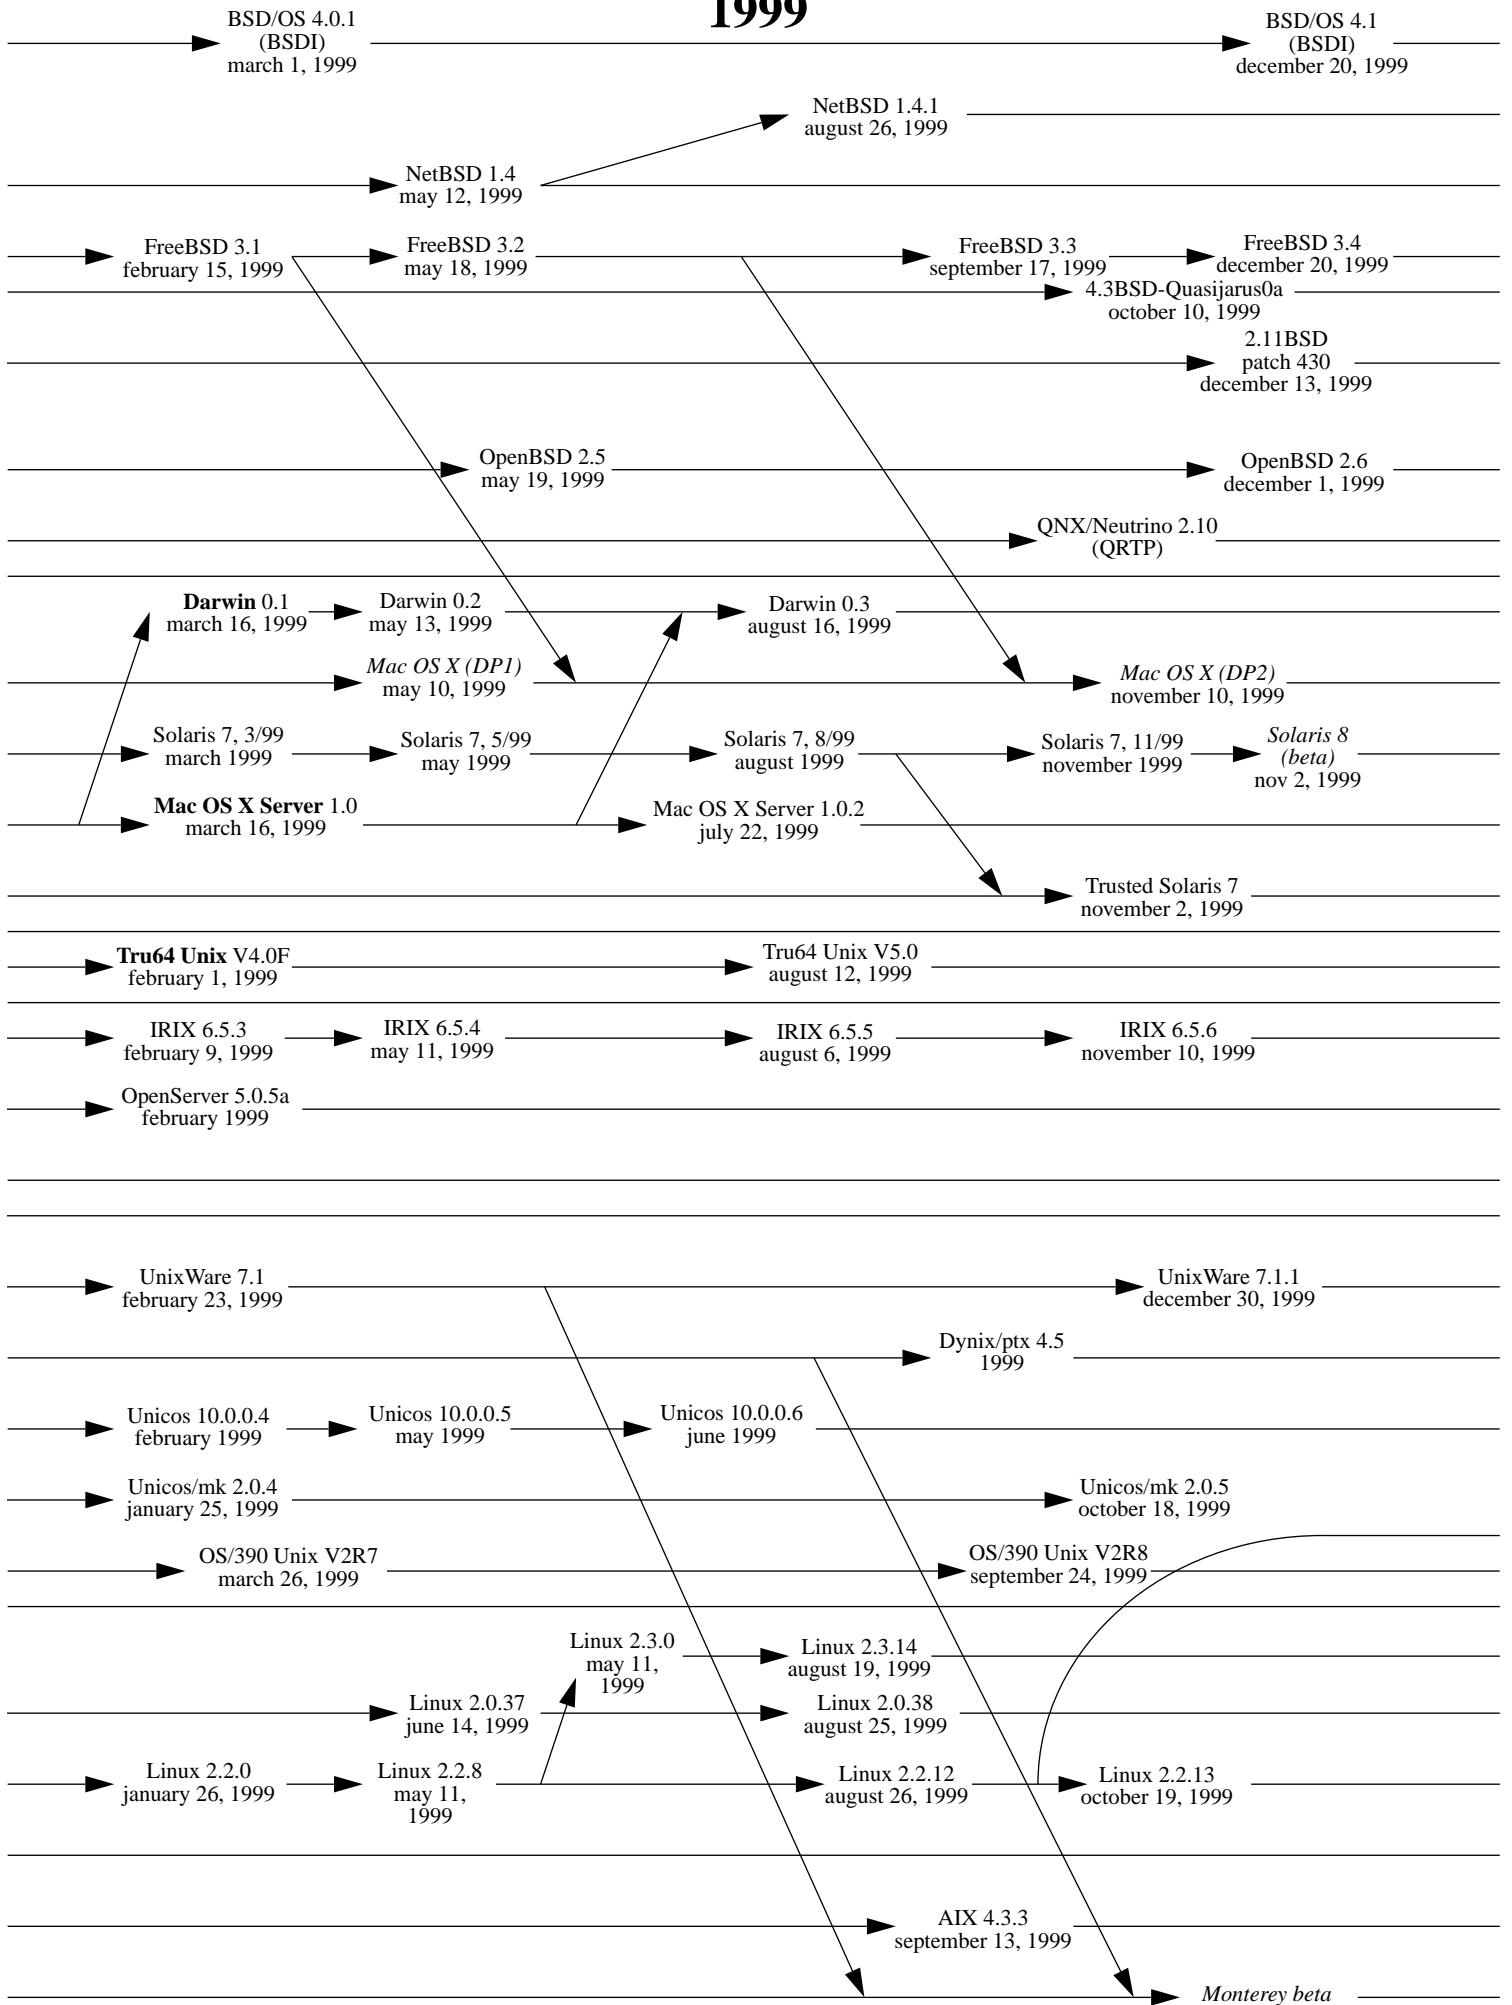 1999
BSD/OS 4.0.1
(BSDI)
march 1, 1999
BSD/OS 4.1
(BSDI)
december 20, 1999
NetBSD 1.4.1
august 26, 1999
NetBSD 1.4
may 12, 1999
FreeBSD 3.1
february 15, 1999
FreeBSD 3.2
may 18, 1999
FreeBSD 3.3
september 17, 1999
FreeBSD 3.4
december 20, 1999
4.3BSD-Quasijarus0a
october 10, 1999
2.11BSD
patch 430
december 13, 1999
OpenBSD 2.5
may 19, 1999
OpenBSD 2.6
december 1, 1999
QNX/Neutrino 2.10
(QRTP)
Darwin 0.1
march 16, 1999
Darwin 0.2
may 13, 1999
Darwin 0.3
august 16, 1999
Mac OS X (DP1)
may 10, 1999
Mac OS X (DP2)
november 10, 1999
Solaris 7, 3/99
march 1999
Solaris 7, 5/99
may 1999
Solaris 7, 8/99
august 1999
Solaris 7, 11/99
november 1999
Solaris 8
(beta)
nov 2, 1999
Mac OS X Server 1.0
march 16, 1999
Mac OS X Server 1.0.2
july 22, 1999
Trusted Solaris 7
november 2, 1999
Tru64 Unix V4.0F
february 1, 1999
Tru64 Unix V5.0
august 12, 1999
IRIX 6.5.3
february 9, 1999
IRIX 6.5.4
may 11, 1999
IRIX 6.5.5
august 6, 1999
IRIX 6.5.6
november 10, 1999
OpenServer 5.0.5a
february 1999
UnixWare 7.1
february 23, 1999
UnixWare 7.1.1
december 30, 1999
Dynix/ptx 4.5
1999
Unicos 10.0.0.4
february 1999
Unicos 10.0.0.5
may 1999
Unicos 10.0.0.6
june 1999
Unicos/mk 2.0.4
january 25, 1999
Unicos/mk 2.0.5
october 18, 1999
OS/390 Unix V2R7
march 26, 1999
OS/390 Unix V2R8
september 24, 1999
Linux 2.3.0
may 11,
1999
Linux 2.3.14
august 19, 1999
Linux 2.0.37
june 14, 1999
Linux 2.0.38
august 25, 1999
Linux 2.2.0
january 26, 1999
Linux 2.2.8
may 11,
1999
Linux 2.2.12
august 26, 1999
Linux 2.2.13
october 19, 1999
AIX 4.3.3
september 13, 1999
Monterey beta